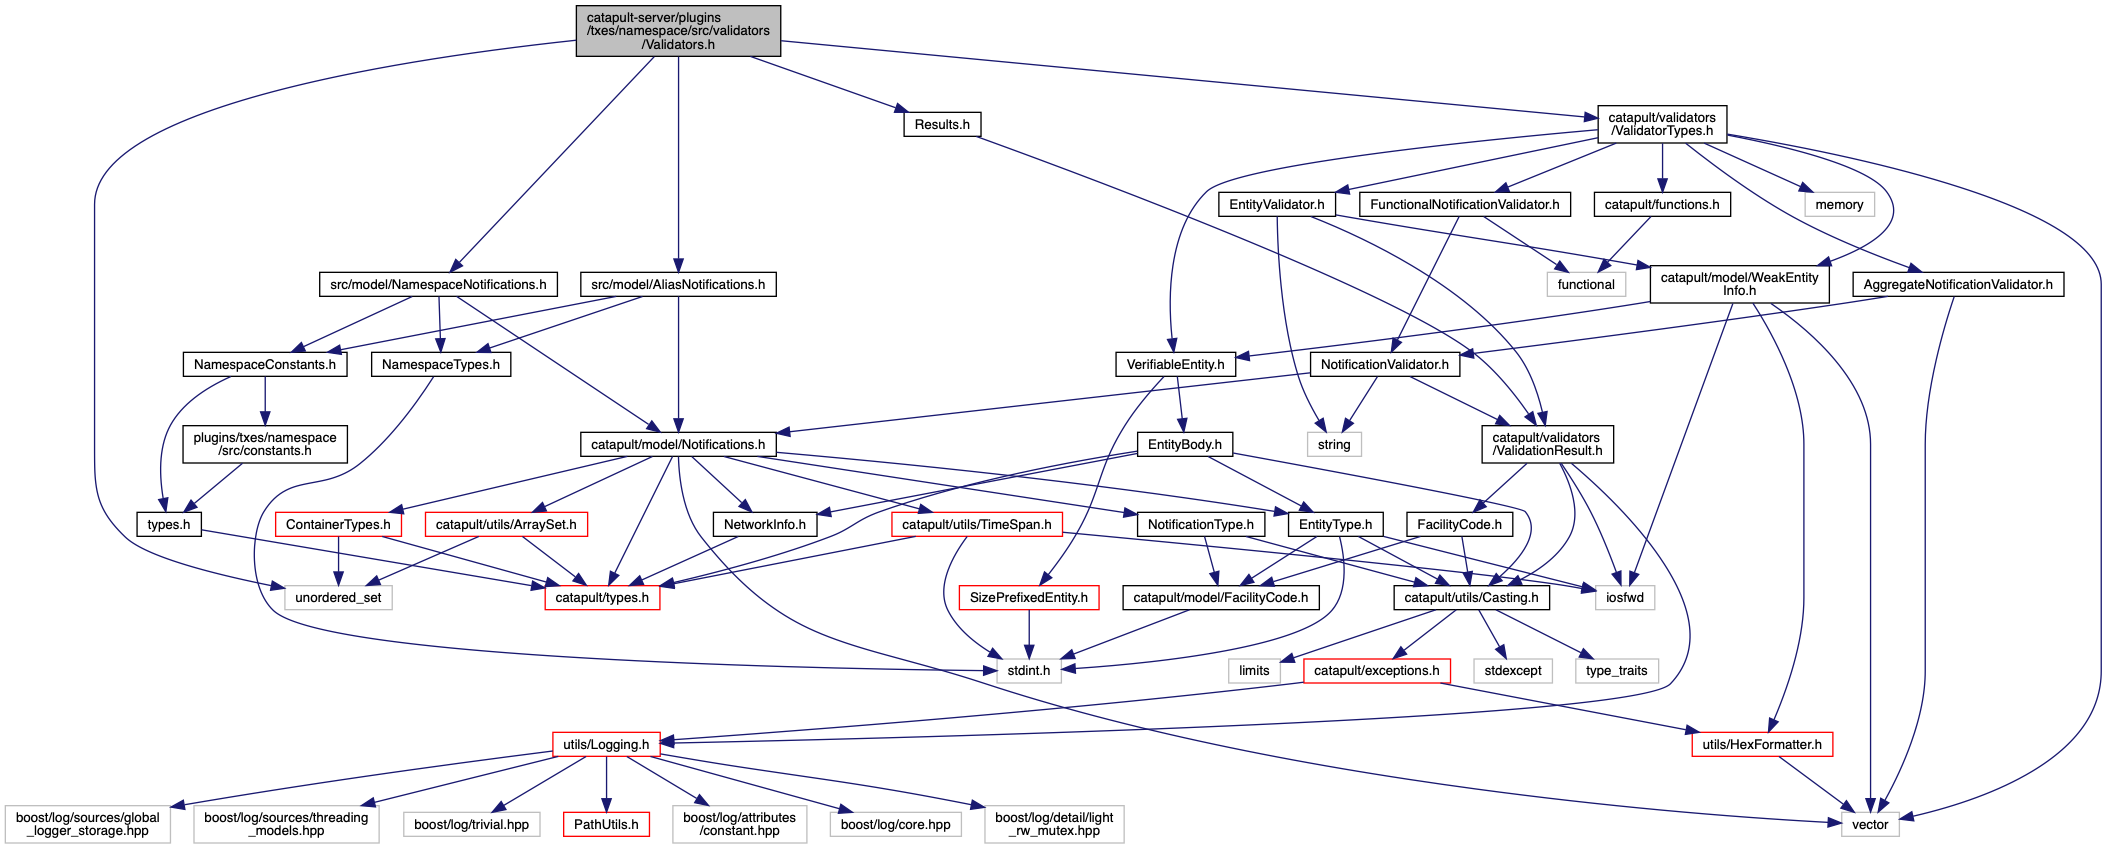 catapult-server/plugins
/txes/namespace/src/validators
/Validators.h
Results.h
catapult/validators
/ValidatorTypes.h
EntityValidator.h
FunctionalNotificationValidator.h
catapult/functions.h
memory
src/model/NamespaceNotifications.h
src/model/AliasNotifications.h
functional
catapult/model/WeakEntity
Info.h
AggregateNotificationValidator.h
NamespaceConstants.h
NamespaceTypes.h
VerifiableEntity.h
NotificationValidator.h
plugins/txes/namespace
/src/constants.h
catapult/model/Notifications.h
EntityBody.h
string
catapult/validators
/ValidationResult.h
types.h
ContainerTypes.h
catapult/utils/ArraySet.h
NetworkInfo.h
catapult/utils/TimeSpan.h
NotificationType.h
EntityType.h
FacilityCode.h
unordered_set
catapult/types.h
SizePrefixedEntity.h
catapult/model/FacilityCode.h
catapult/utils/Casting.h
iosfwd
stdint.h
limits
catapult/exceptions.h
stdexcept
type_traits
utils/Logging.h
utils/HexFormatter.h
boost/log/sources/global
_logger_storage.hpp
boost/log/sources/threading
_models.hpp
boost/log/trivial.hpp
PathUtils.h
boost/log/attributes
/constant.hpp
boost/log/core.hpp
boost/log/detail/light
_rw_mutex.hpp
vector